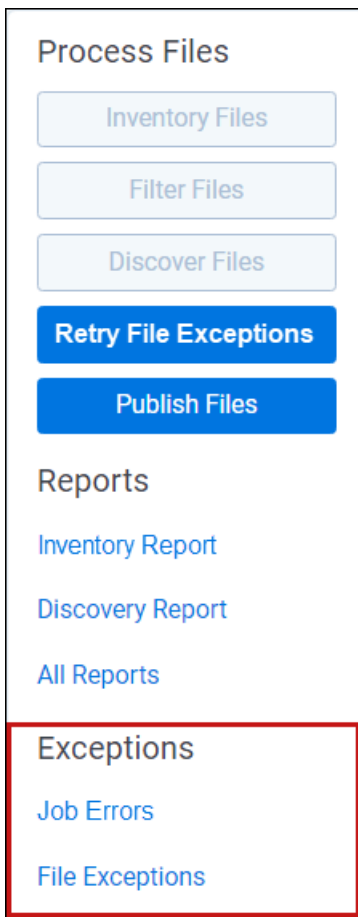 Process Files
Inventory Files
Filter Files
Discover Files
Retry File Exceptions
Publish Files
Reports
Inventory Report
Discovery Report
All Reports
Exceptions
Job Errors
File Exceptions